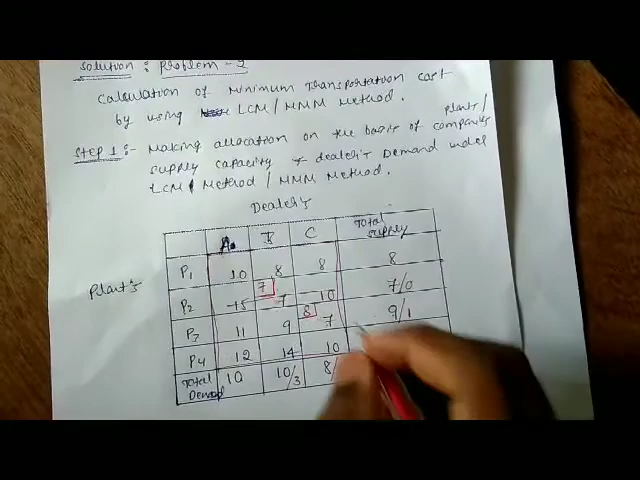 Solution : Problem - 2
Calculation of Minimum Transportation cost
by using LCM / MMM Method.
Step 1 :- Making allocation on the basis of company's plant/
supply capacity & dealer's Demand under
LCM Method / MMM Method.
Dealer's
A B C Total Supply
Plant's
P1 10 8 8 8
P2 15 7 7 10 7/0
P3 11 9 8 7 9/1
P4 12 14 10
Total Demand 10 10/3 8/